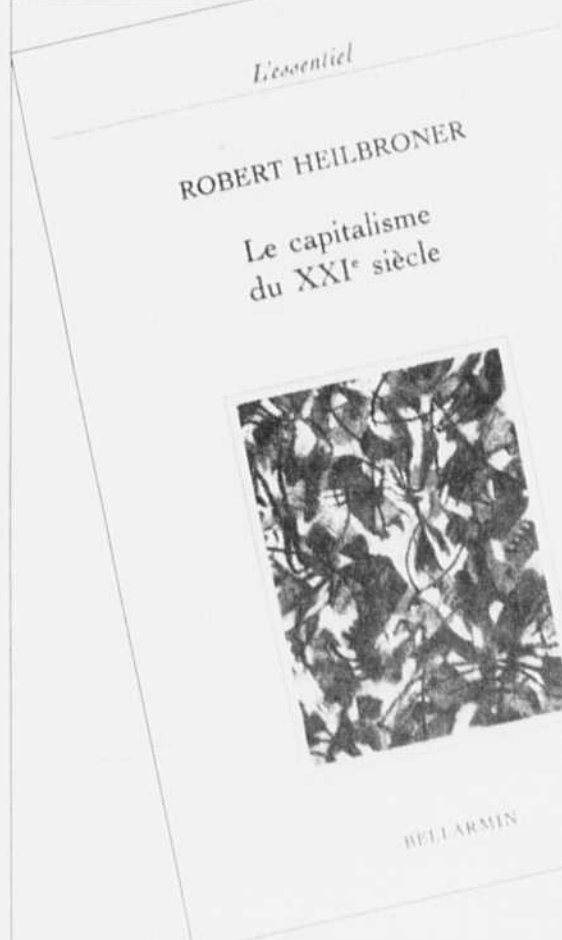 L'essentiel
ROBERT HEILBRONER
Le capitalisme
du XXIe siècle
BELLARMIN